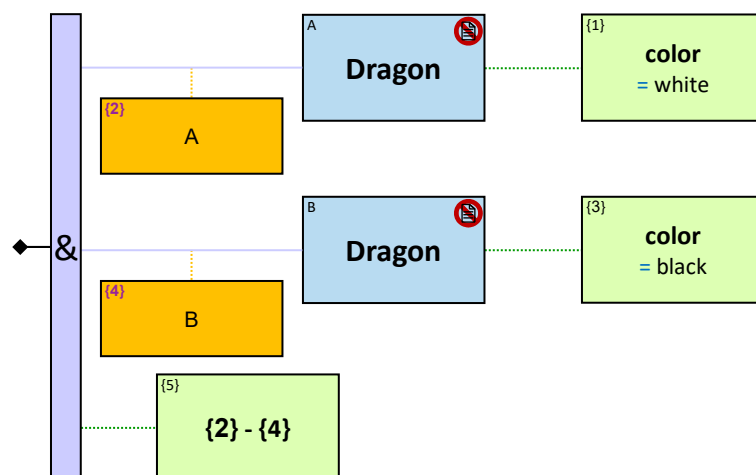 A
Dragon
{1}
color
= white
{2}
A
B
Dragon
{3}
color
= black
&
{4}
B
{5}
{2} - {4}